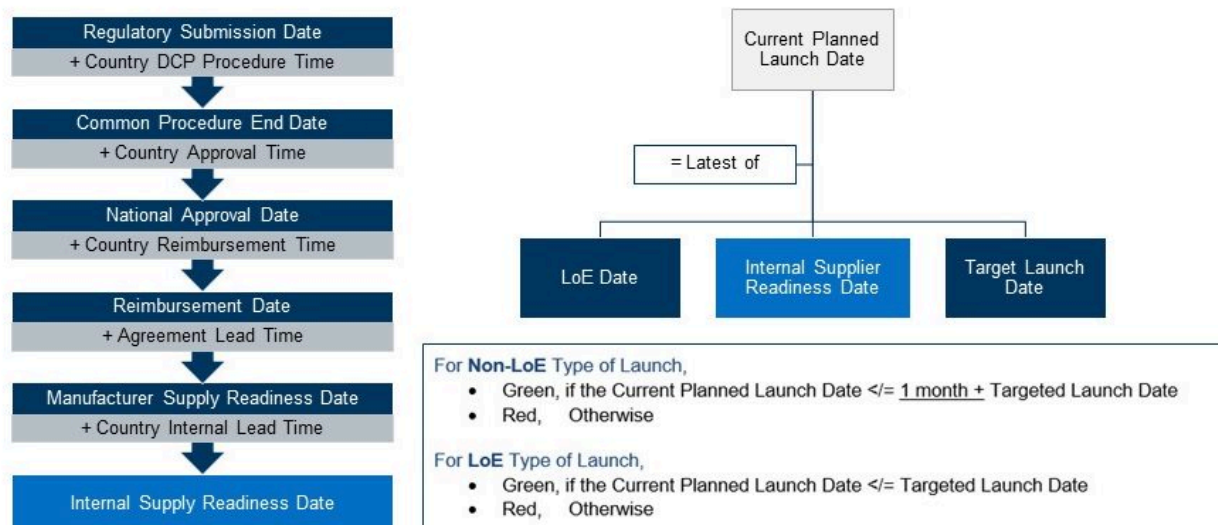 Regulatory Submission Date
+ Country DCP Procedure Time
Common Procedure End Date
+ Country Approval Time
National Approval Date
+ Country Reimbursement Time
Reimbursement Date
+ Agreement Lead Time
Manufacturer Supply Readiness Date
+ Country Internal Lead Time
Internal Supply Readiness Date
Current Planned
Launch Date
= Latest of
LoE Date
Internal Supplier
Readiness Date
Target Launch
Date
For Non-LoE Type of Launch,
• Green, if the Current Planned Launch Date </= 1 month + Targeted Launch Date
• Red, Otherwise
For LoE Type of Launch,
• Green, if the Current Planned Launch Date </= Targeted Launch Date
• Red, Otherwise